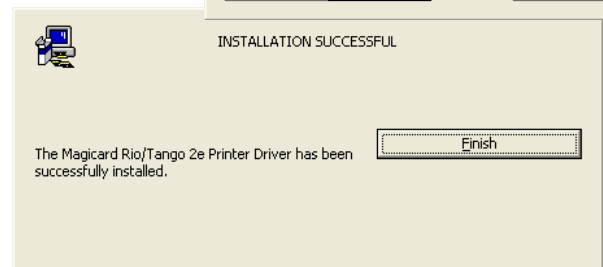 INSTALLATION SUCCESSFUL
Finish
The Magicard Rio/Tango 2e Printer Driver has been
successfully installed.